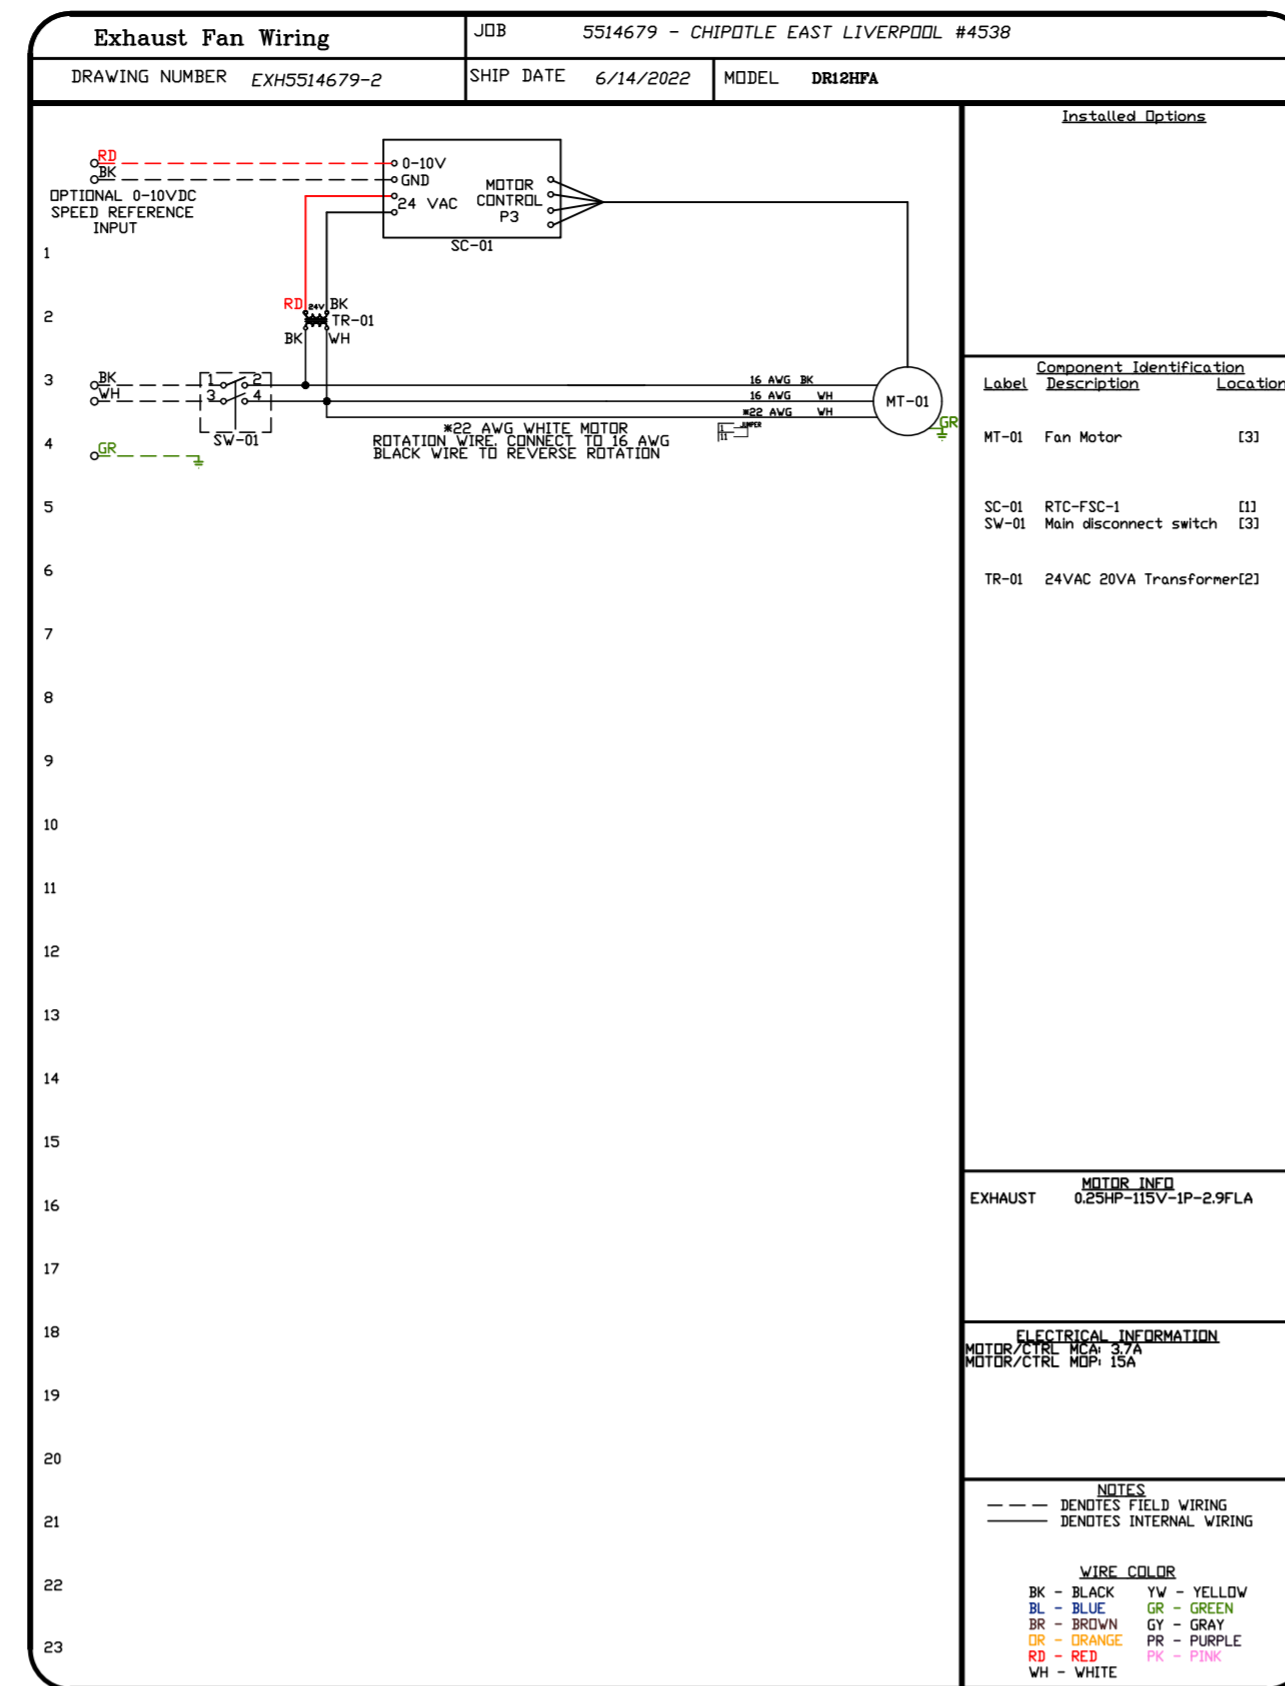 Exhaust Fan Wiring
JOB 5514679 - CHIPOTLE EAST LIVERPOOL #4538
DRAWING NUMBER EXH5514679-2
SHIP DATE 6/14/2022
MODEL DR12HFA
RD
BK
OPTIONAL 0-10VDC
SPEED REFERENCE
INPUT
0-10V
GND
24 VAC
MOTOR
CONTROL
P3
SC-01
RD 24V BK
TR-01
BK WH
BK
WH
1 2
3 4
SW-01
GR
16 AWG BK
16 AWG WH
*22 AWG WH
MT-01
GR
1 JUMPER
11
*22 AWG WHITE MOTOR
ROTATION WIRE. CONNECT TO 16 AWG
BLACK WIRE TO REVERSE ROTATION
1
2
3
4
5
6
7
8
9
10
11
12
13
14
15
16
17
18
19
20
21
22
23
Installed Options
Component Identification
Label Description Location
MT-01 Fan Motor [3]
SC-01 RTC-FSC-1 [1]
SW-01 Main disconnect switch [3]
TR-01 24VAC 20VA Transformer[2]
MOTOR INFO
EXHAUST 0.25HP-115V-1P-2.9FLA
ELECTRICAL INFORMATION
MOTOR/CTRL MCA: 3.7A
MOTOR/CTRL MOP: 15A
NOTES
DENOTES FIELD WIRING
DENOTES INTERNAL WIRING
WIRE COLOR
BK - BLACK YW - YELLOW
BL - BLUE GR - GREEN
BR - BROWN GY - GRAY
OR - ORANGE PR - PURPLE
RD - RED PK - PINK
WH - WHITE